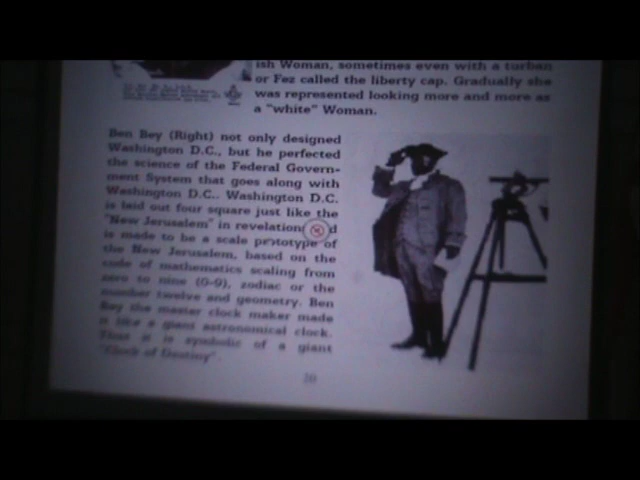 ish Woman, sometimes even with a turban
or Fez called the liberty cap. Gradually she
was represented looking more and more as
a "white" Woman.
Ben Bey (Right) not only designed
Washington D.C., but he perfected
the science of the Federal Govern-
ment System that goes along with
Washington D.C.. Washington D.C.
is laid out four square just like the
"New Jerusalem" in revelation
is made to be a scale prototype of
the New Jerusalem, based on the
code of mathematics scaling from
zero to nine (0-9), zodiac or the
number twelve and geometry. Ben
Bey the master clock maker made
it like a giant astronomical clock.
Thus it is symbolic of a giant
"Clock of Destiny".